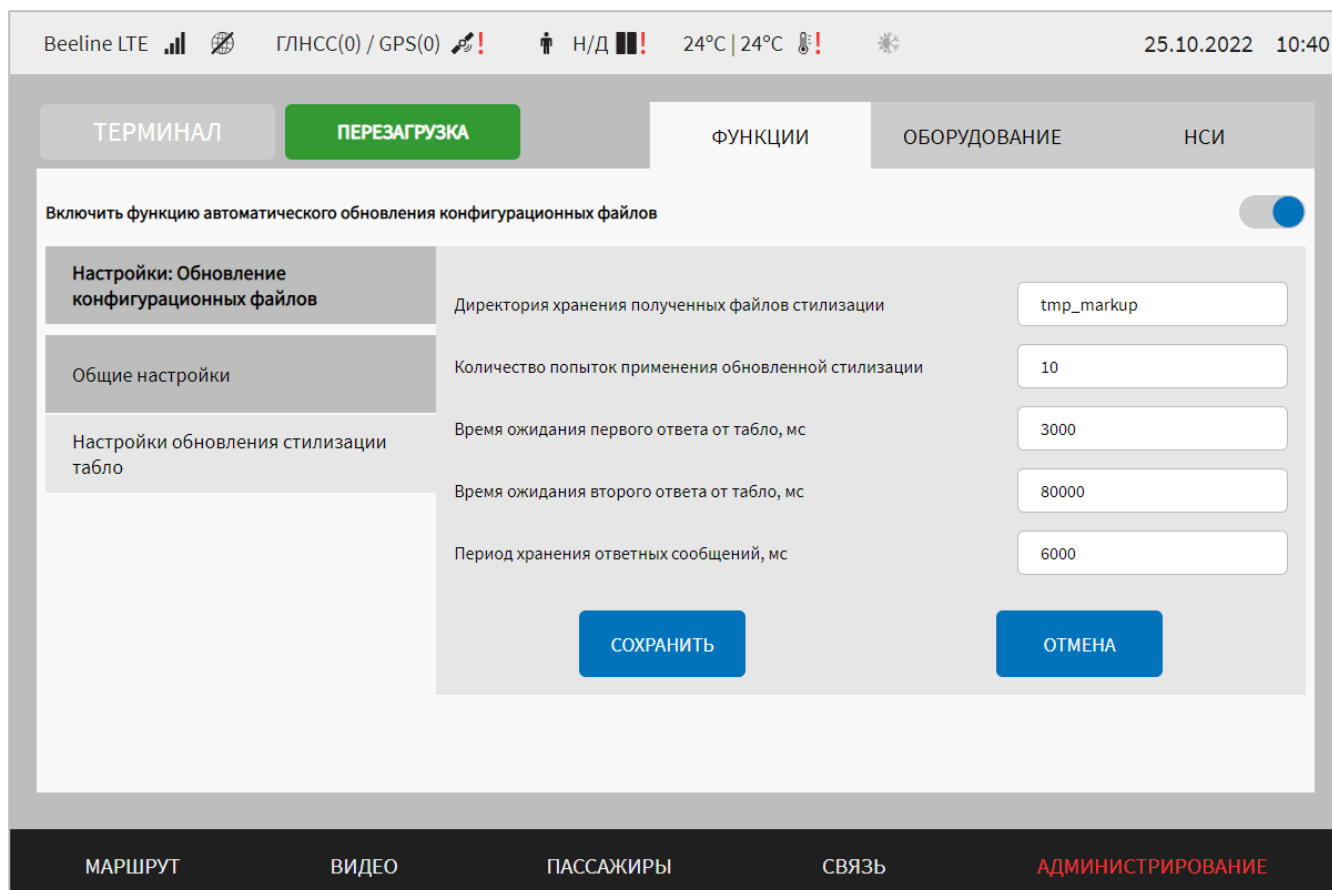 Beeline LTE ГЛНСС(0) / GPS(0) ! Н/Д ! 24°C | 24°C ! 25.10.2022 10:40
ТЕРМИНАЛ ПЕРЕЗАГРУЗКА ФУНКЦИИ ОБОРУДОВАНИЕ НСИ
Включить функцию автоматического обновления конфигурационных файлов
Настройки: Обновление
конфигурационных файлов
Общие настройки
Настройки обновления стилизации
табло
Директория хранения полученных файлов стилизации tmp_markup
Количество попыток применения обновленной стилизации 10
Время ожидания первого ответа от табло, мс 3000
Время ожидания второго ответа от табло, мс 80000
Период хранения ответных сообщений, мс 6000
СОХРАНИТЬ ОТМЕНА
МАРШРУТ ВИДЕО ПАССАЖИРЫ СВЯЗЬ АДМИНИСТРИРОВАНИЕ